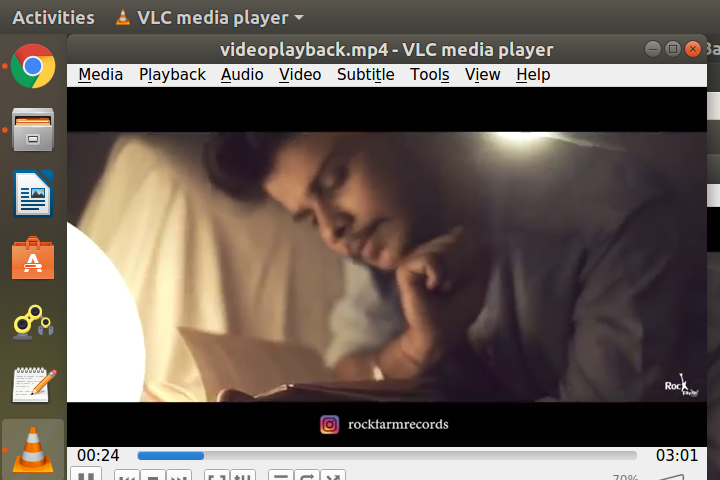 Activities VLC media player
videoplayback.mp4 - VLC media player
Media Playback Audio Video Subtitle Tools View Help
Rock
rockfarmrecords
00:24 03:01
70%